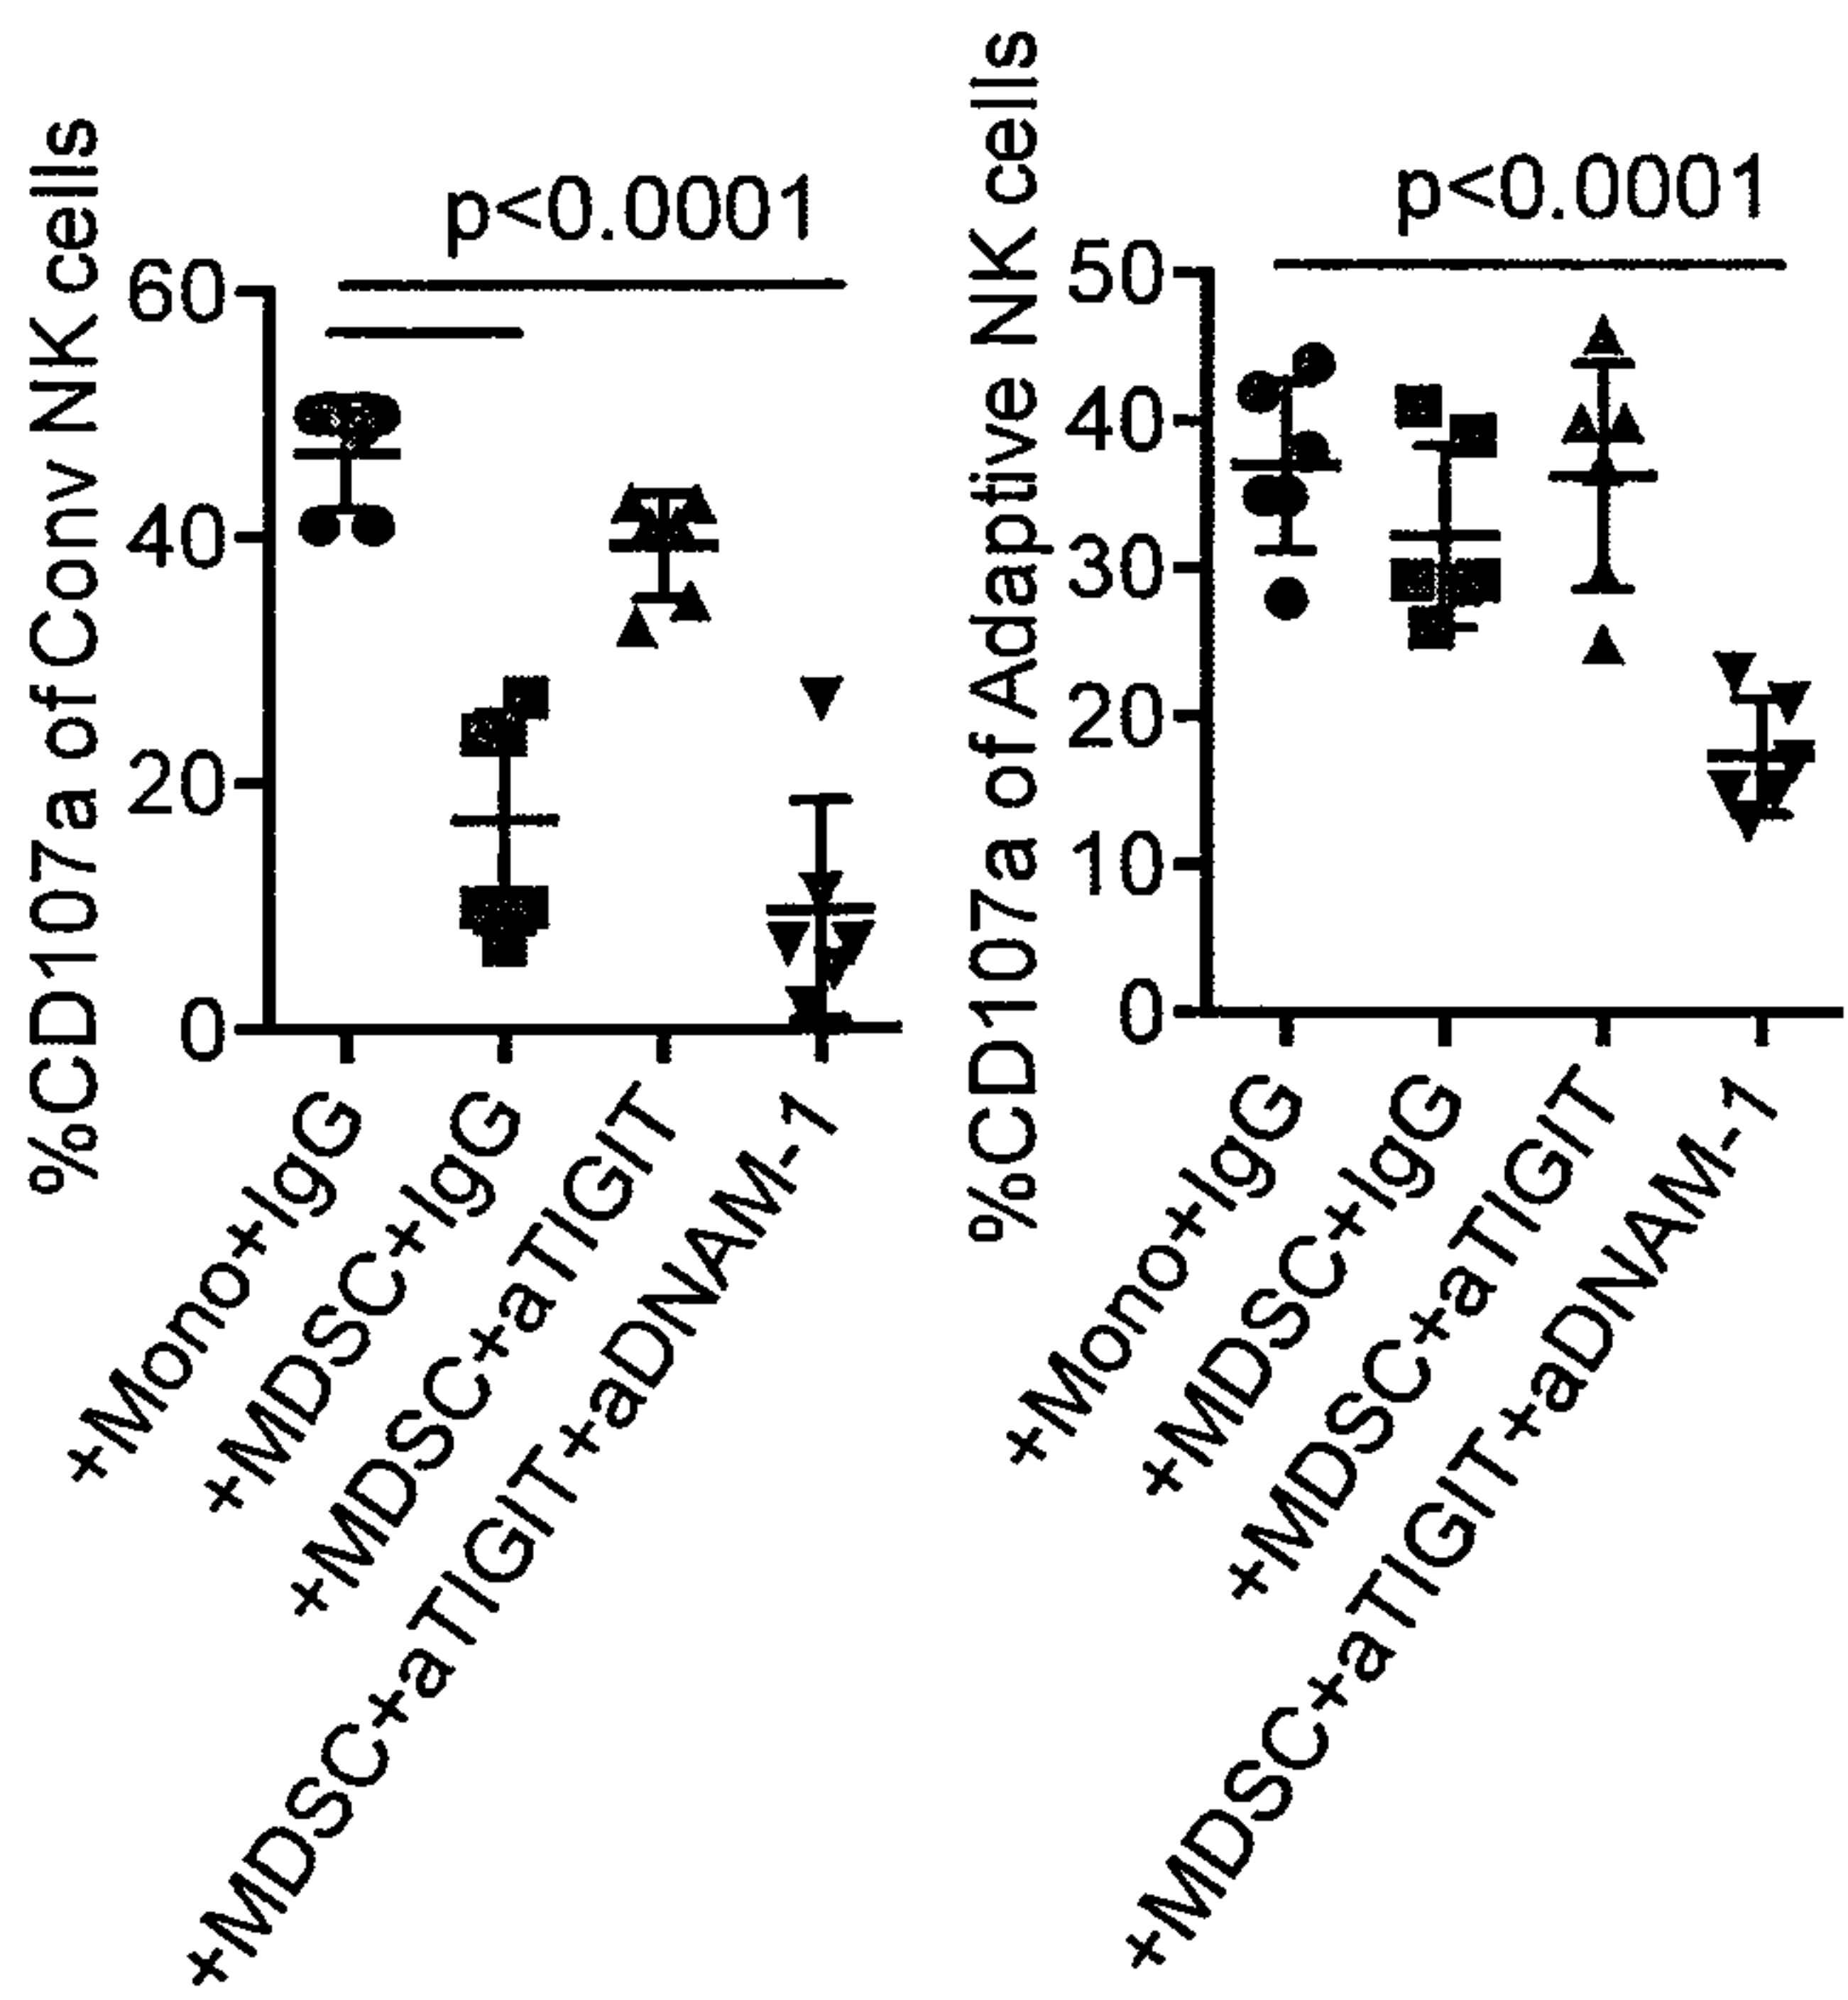 %CD107a of Conv NK cells
p<0.0001
60
40
20
0
+Mono+IgG
+MDSC+IgG
+MDSC+aTIGIT
+MDSC+aTIGIT+aDNAM-1
%CD107a of Adaptive NK cells
p<0.0001
50
40
30
20
10
0
+Mono+IgG
+MDSC+IgG
+MDSC+aTIGIT
+MDSC+aTIGIT+aDNAM-1